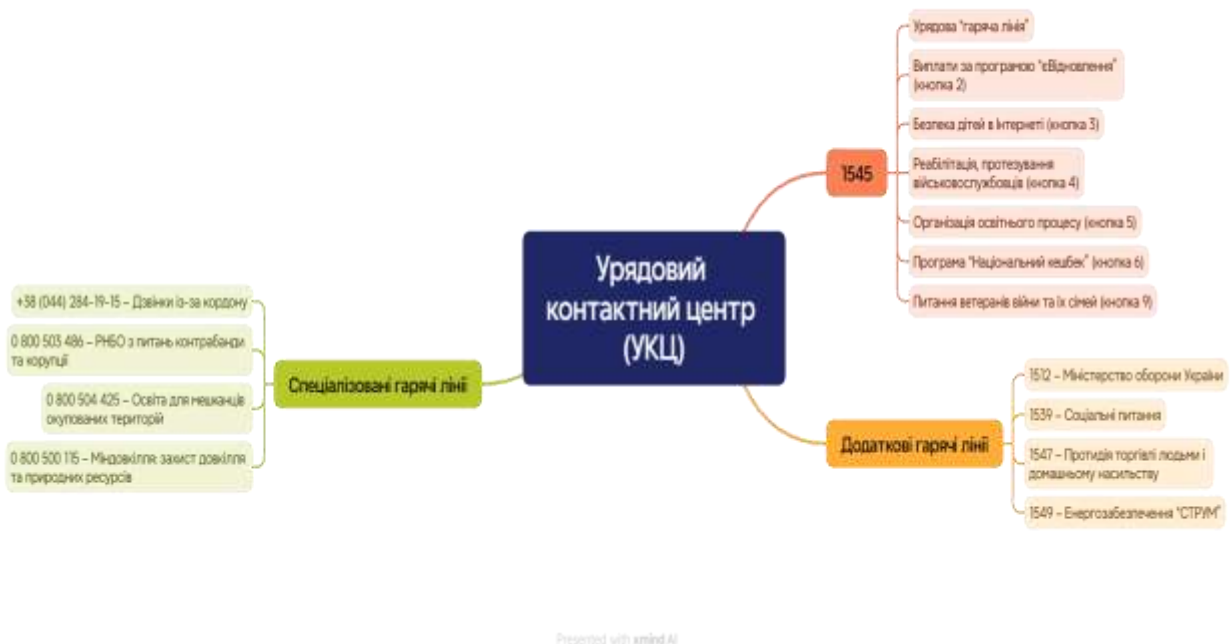 Урядовий
контактний центр
(УКЦ)
1545
Урядова "гаряча лінія"
Виплати за програмою "єВідновлення"
(кнопка 2)
Безпека дітей в Інтернеті (кнопка 3)
Реабілітація, протезування
військовослужбовців (кнопка 4)
Організація освітнього процесу (кнопка 5)
Програма "Національний кешбек" (кнопка 6)
Питання ветеранів війни та їх сімей (кнопка 9)
Додаткові гарячі лінії
1512 – Міністерство оборони України
1539 – Соціальні питання
1547 – Протидія торгівлі людьми і
домашньому насильству
1549 – Енергозабезпечення "СТРУМ"
Спеціалізовані гарячі лінії
+38 (044) 284-19-15 – Дзвінки із-за кордону
0 800 503 486 – РНБО з питань контрабанди
та корупції
0 800 504 425 – Освіта для мешканців
окупованих територій
0 800 500 115 – Міндовкілля: захист довкілля
та природних ресурсів
Presented with xmind AI